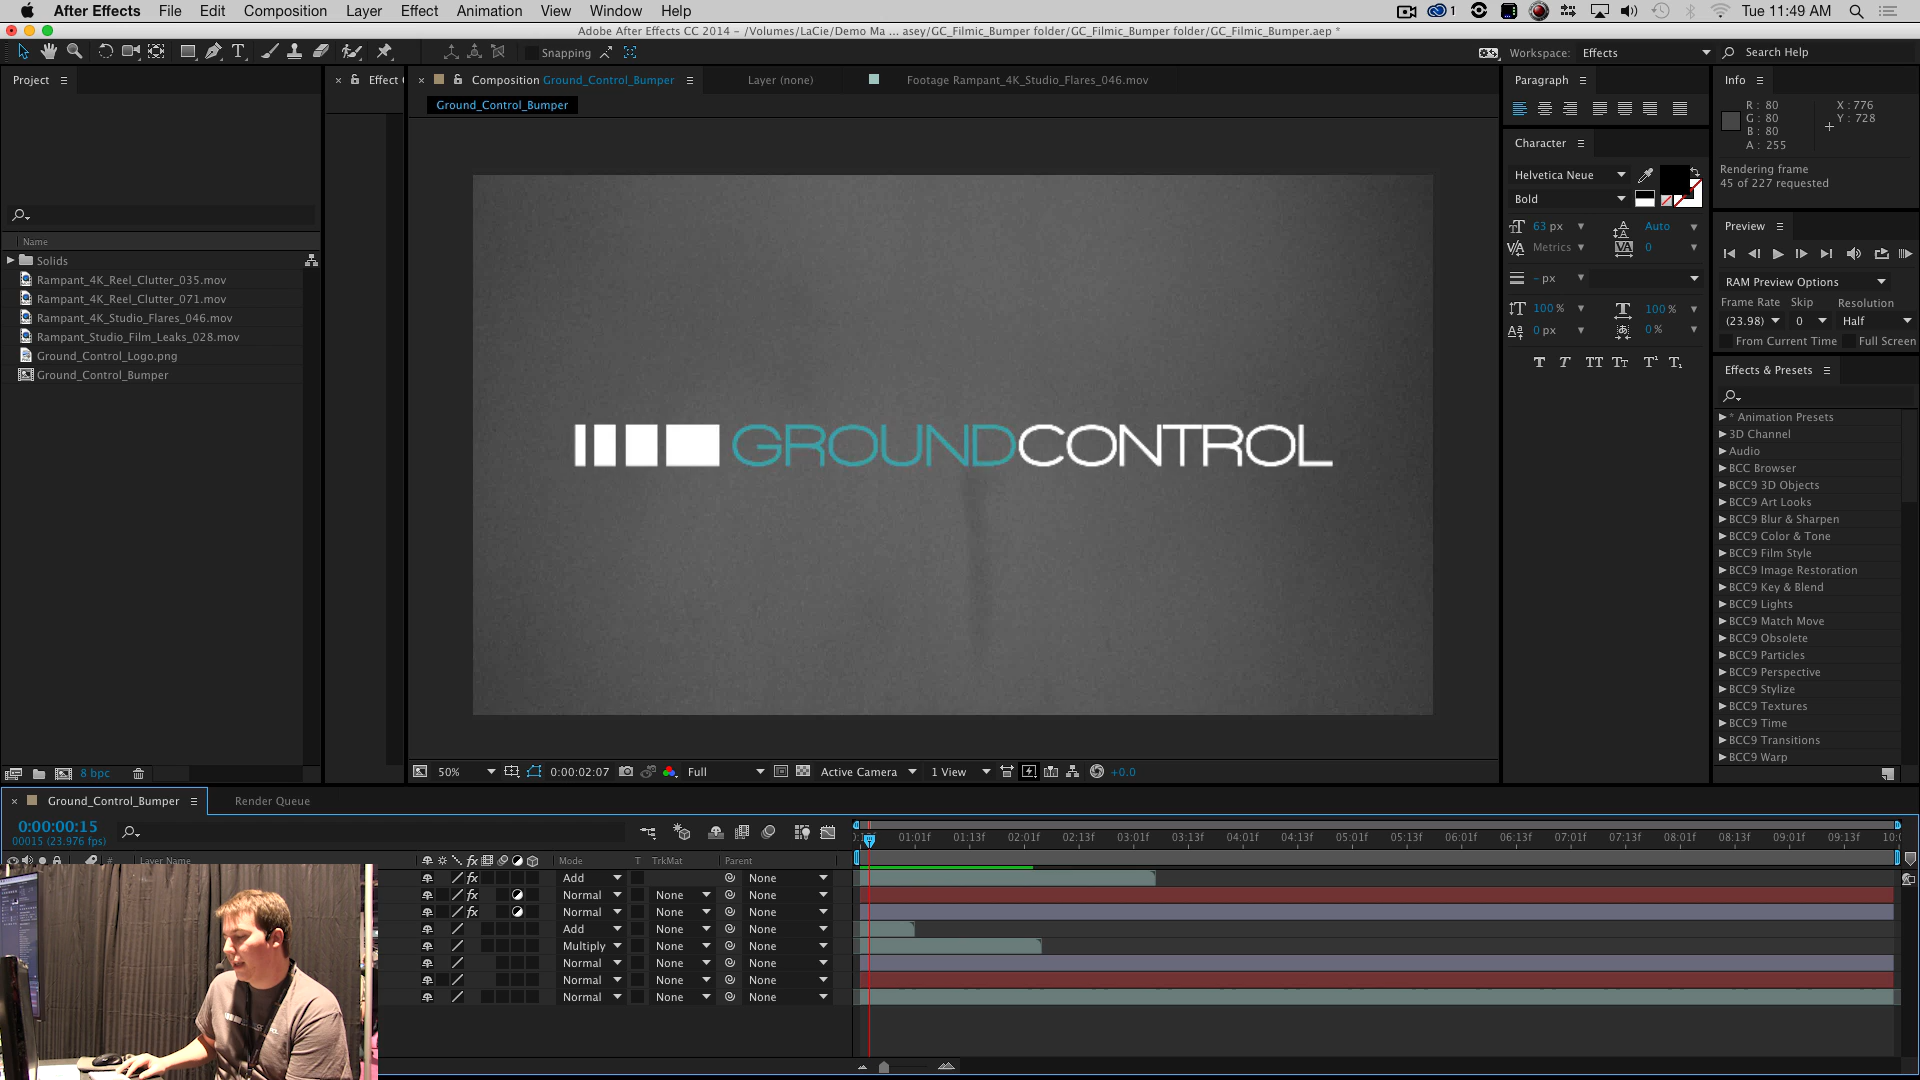 After Effects File Edit Composition Layer Effect Animation View Window Help
1 Tue 11:49 AM
Adobe After Effects CC 2014 - /Volumes/LaCie/Demo Ma ... asey/GC_Filmic_Bumper folder/GC_Filmic_Bumper folder/GC_Filmic_Bumper.aep *
Snapping Workspace: Effects Search Help
Project
Effect
Composition Ground_Control_Bumper
Layer (none)
Footage Rampant_4K_Studio_Flares_046.mov
Ground_Control_Bumper
Name
Solids
Rampant_4K_Reel_Clutter_035.mov
Rampant_4K_Reel_Clutter_071.mov
Rampant_4K_Studio_Flares_046.mov
Rampant_Studio_Film_Leaks_028.mov
Ground_Control_Logo.png
Ground_Control_Bumper
8 bpc
GROUNDCONTROL
50% 0:00:02:07 Full Active Camera 1 View +0.0
Paragraph
Character
Helvetica Neue
Bold
63 px Auto
Metrics 0
- px
100 % 100 %
0 px 0 %
T T TT Tt T¹ T₁
Info
R : 80 X : 776
G : 80 Y : 728
B : 80
A : 255
Rendering frame
45 of 227 requested
Preview
RAM Preview Options
Frame Rate Skip Resolution
(23.98) 0 Half
From Current Time Full Screen
Effects & Presets
* Animation Presets
3D Channel
Audio
BCC Browser
BCC9 3D Objects
BCC9 Art Looks
BCC9 Blur & Sharpen
BCC9 Color & Tone
BCC9 Film Style
BCC9 Image Restoration
BCC9 Key & Blend
BCC9 Lights
BCC9 Match Move
BCC9 Obsolete
BCC9 Particles
BCC9 Perspective
BCC9 Stylize
BCC9 Textures
BCC9 Time
BCC9 Transitions
BCC9 Warp
Ground_Control_Bumper Render Queue
0:00:00:15
00015 (23.976 fps)
01:01f 01:13f 02:01f 02:13f 03:01f 03:13f 04:01f 04:13f 05:01f 05:13f 06:01f 06:13f 07:01f 07:13f 08:01f 08:13f 09:01f 09:13f 10:0
# Layer Name Mode T TrkMat Parent
Add None
Normal None None
Normal None None
Add None None
Multiply None None
Normal None None
Normal None None
Normal None None